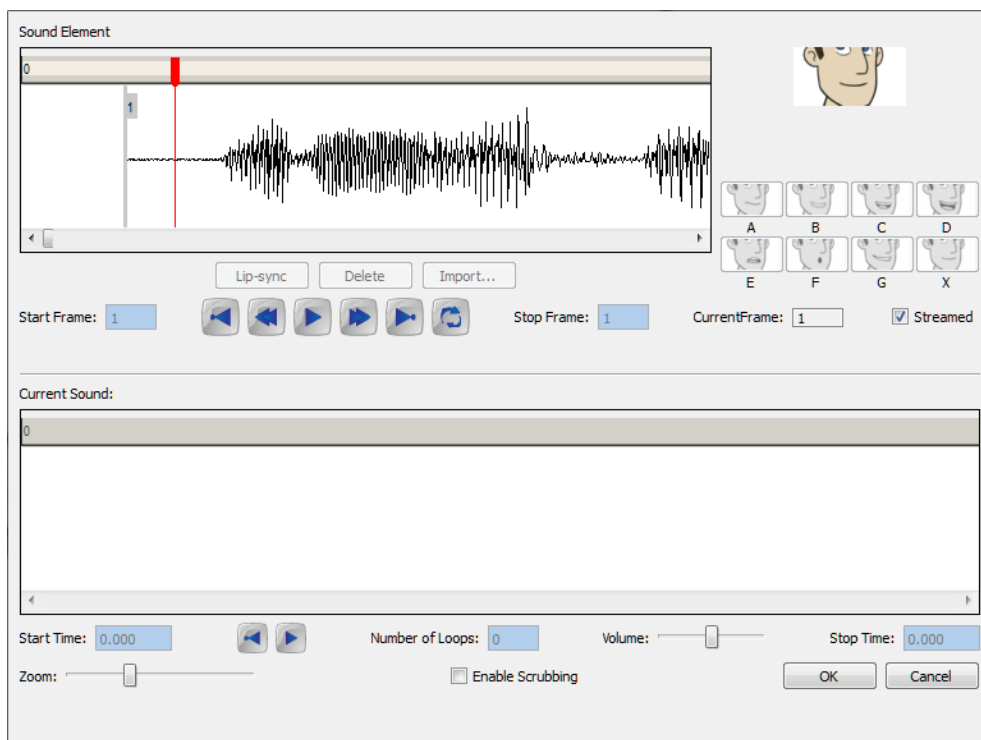 Sound Element
0
1
A B C D
E F G X
Lip-sync Delete Import...
Start Frame: 1 Stop Frame: 1 CurrentFrame: 1 Streamed
Current Sound:
0
Start Time: 0.000 Number of Loops: 0 Volume: Stop Time: 0.000
Zoom: Enable Scrubbing OK Cancel